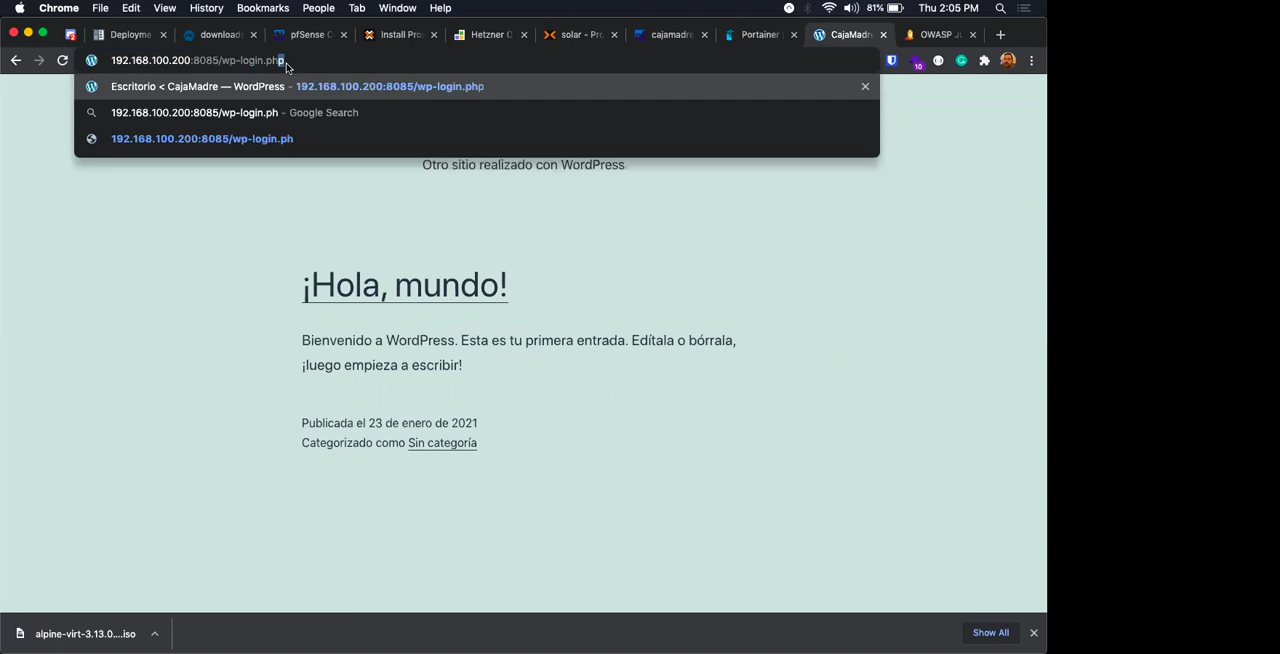 Chrome File Edit View History Bookmarks People Tab Window Help 81% Thu 2:05 PM
Deployme download pfSense C Install Pro Hetzner C solar - Pro cajamadre Portainer CajaMadre OWASP Ju
192.168.100.200:8085/wp-login.php
10
Escritorio < CajaMadre — WordPress - 192.168.100.200:8085/wp-login.php
192.168.100.200:8085/wp-login.ph - Google Search
192.168.100.200:8085/wp-login.ph
Otro sitio realizado con WordPress
¡Hola, mundo!
Bienvenido a WordPress. Esta es tu primera entrada. Edítala o bórrala,
¡luego empieza a escribir!
Publicada el 23 de enero de 2021
Categorizado como Sin categoría
alpine-virt-3.13.0....iso
Show All